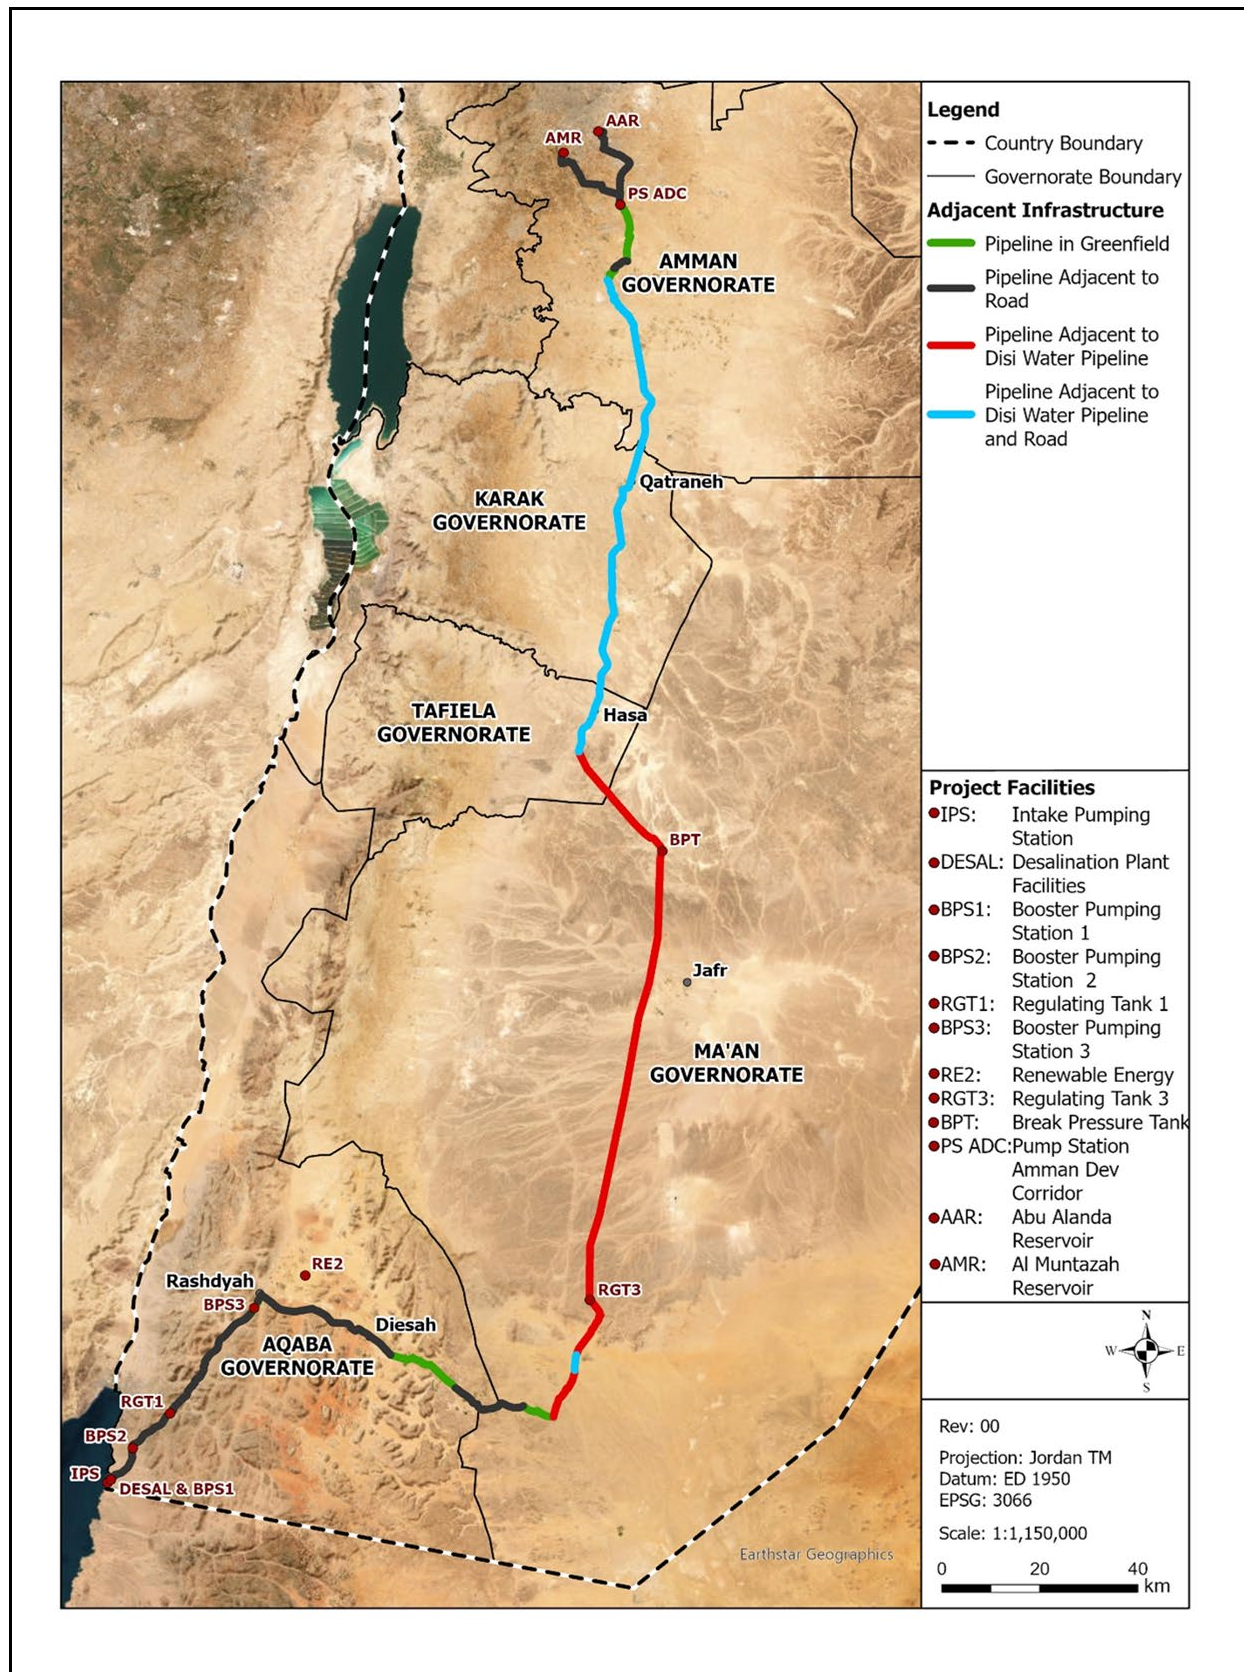 AAR
AMR
PS ADC
AMMAN
GOVERNORATE
Qatraneh
KARAK
GOVERNORATE
TAFIELA
GOVERNORATE
Hasa
BPT
Jafr
MA'AN
GOVERNORATE
RE2
Rashdyah
BPS3
RGT3
Diesah
AQABA
GOVERNORATE
RGT1
BPS2
IPS
DESAL & BPS1
Earthstar Geographics
Legend
Country Boundary
Governorate Boundary
Adjacent Infrastructure
Pipeline in Greenfield
Pipeline Adjacent to
Road
Pipeline Adjacent to
Disi Water Pipeline
Pipeline Adjacent to
Disi Water Pipeline
and Road
Project Facilities
IPS: Intake Pumping
Station
DESAL: Desalination Plant
Facilities
BPS1: Booster Pumping
Station 1
BPS2: Booster Pumping
Station 2
RGT1: Regulating Tank 1
BPS3: Booster Pumping
Station 3
RE2: Renewable Energy
RGT3: Regulating Tank 3
BPT: Break Pressure Tank
PS ADC: Pump Station
Amman Dev
Corridor
AAR: Abu Alanda
Reservoir
AMR: Al Muntazah
Reservoir
N
W E
S
Rev: 00
Projection: Jordan TM
Datum: ED 1950
EPSG: 3066
Scale: 1:1,150,000
0 20 40
km